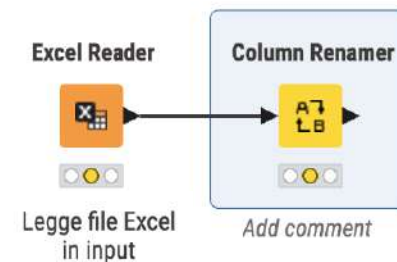 Excel Reader
Column Renamer
Legge file Excel
in input
Add comment